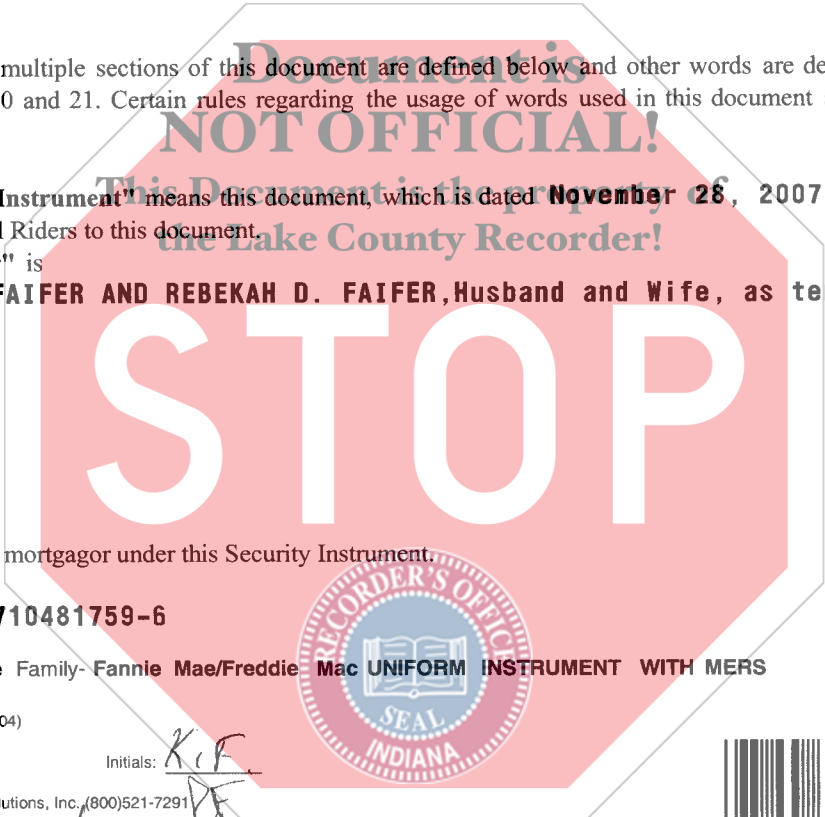 multiple sections of this document are defined below and other words are de
0 and 21. Certain rules regarding the usage of words used in this document
Document is
NOT OFFICIAL!
This Document is the property of
the Lake County Recorder!
Instrument" means this document, which is dated November 28, 2007
Riders to this document.
" is
FAIFER AND REBEKAH D. FAIFER,Husband and Wife, as te
STOP
mortgagor under this Security Instrument.
710481759-6
e Family- Fannie Mae/Freddie Mac UNIFORM INSTRUMENT WITH MERS
04)
RECORDER'S OFFICE
SEAL
INDIANA
Initials: K.F
lutions, Inc. (800)521-7291